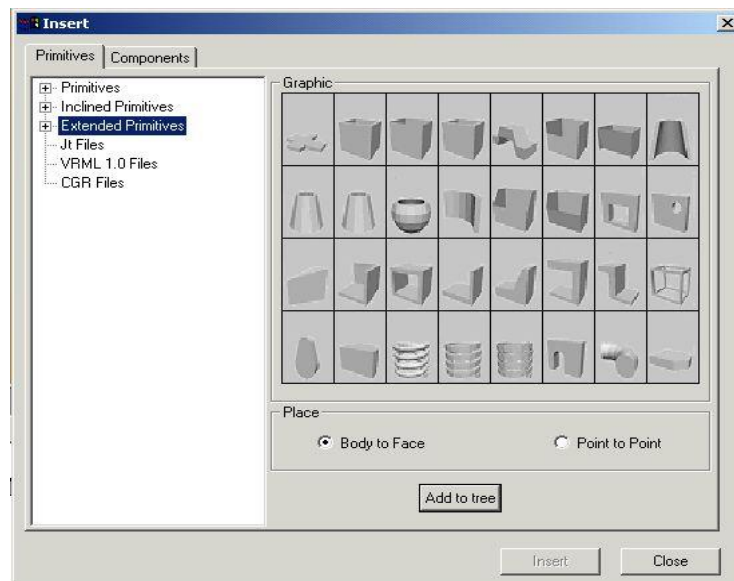 Insert
Primitives Components
Primitives
Inclined Primitives
Extended Primitives
Jt Files
VRML 1.0 Files
CGR Files
Graphic
Place
Body to Face Point to Point
Add to tree
Insert Close